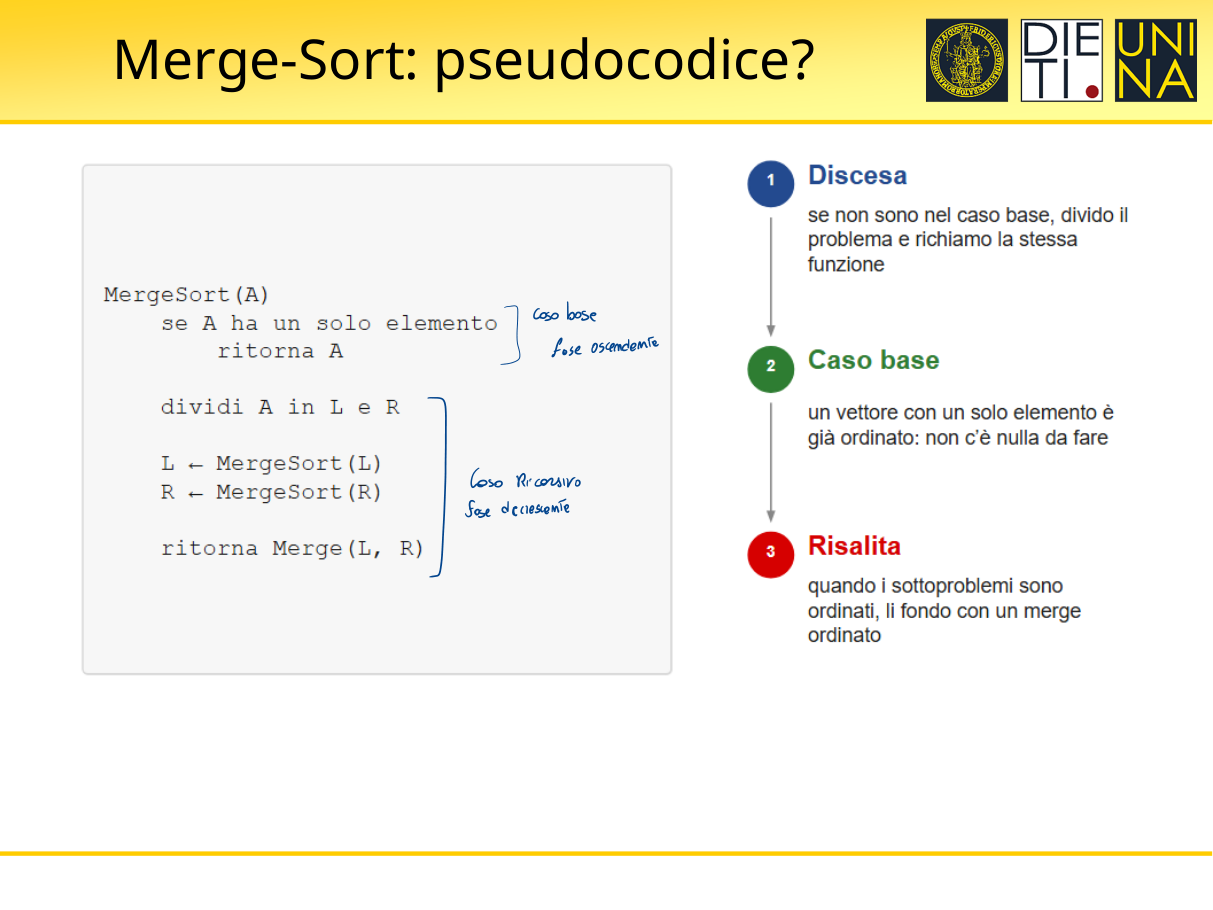 Merge-Sort: pseudocodice?
DIE
TI.
UNI
NA
MergeSort(A)
se A ha un solo elemento
ritorna A
caso base
fase ascendente
dividi A in L e R
L ← MergeSort(L)
R ← MergeSort(R)
ritorna Merge(L, R)
Caso Ricorsivo
fase decrescente
1
Discesa
se non sono nel caso base, divido il
problema e richiamo la stessa
funzione
2
Caso base
un vettore con un solo elemento è
già ordinato: non c'è nulla da fare
3
Risalita
quando i sottoproblemi sono
ordinati, li fondo con un merge
ordinato